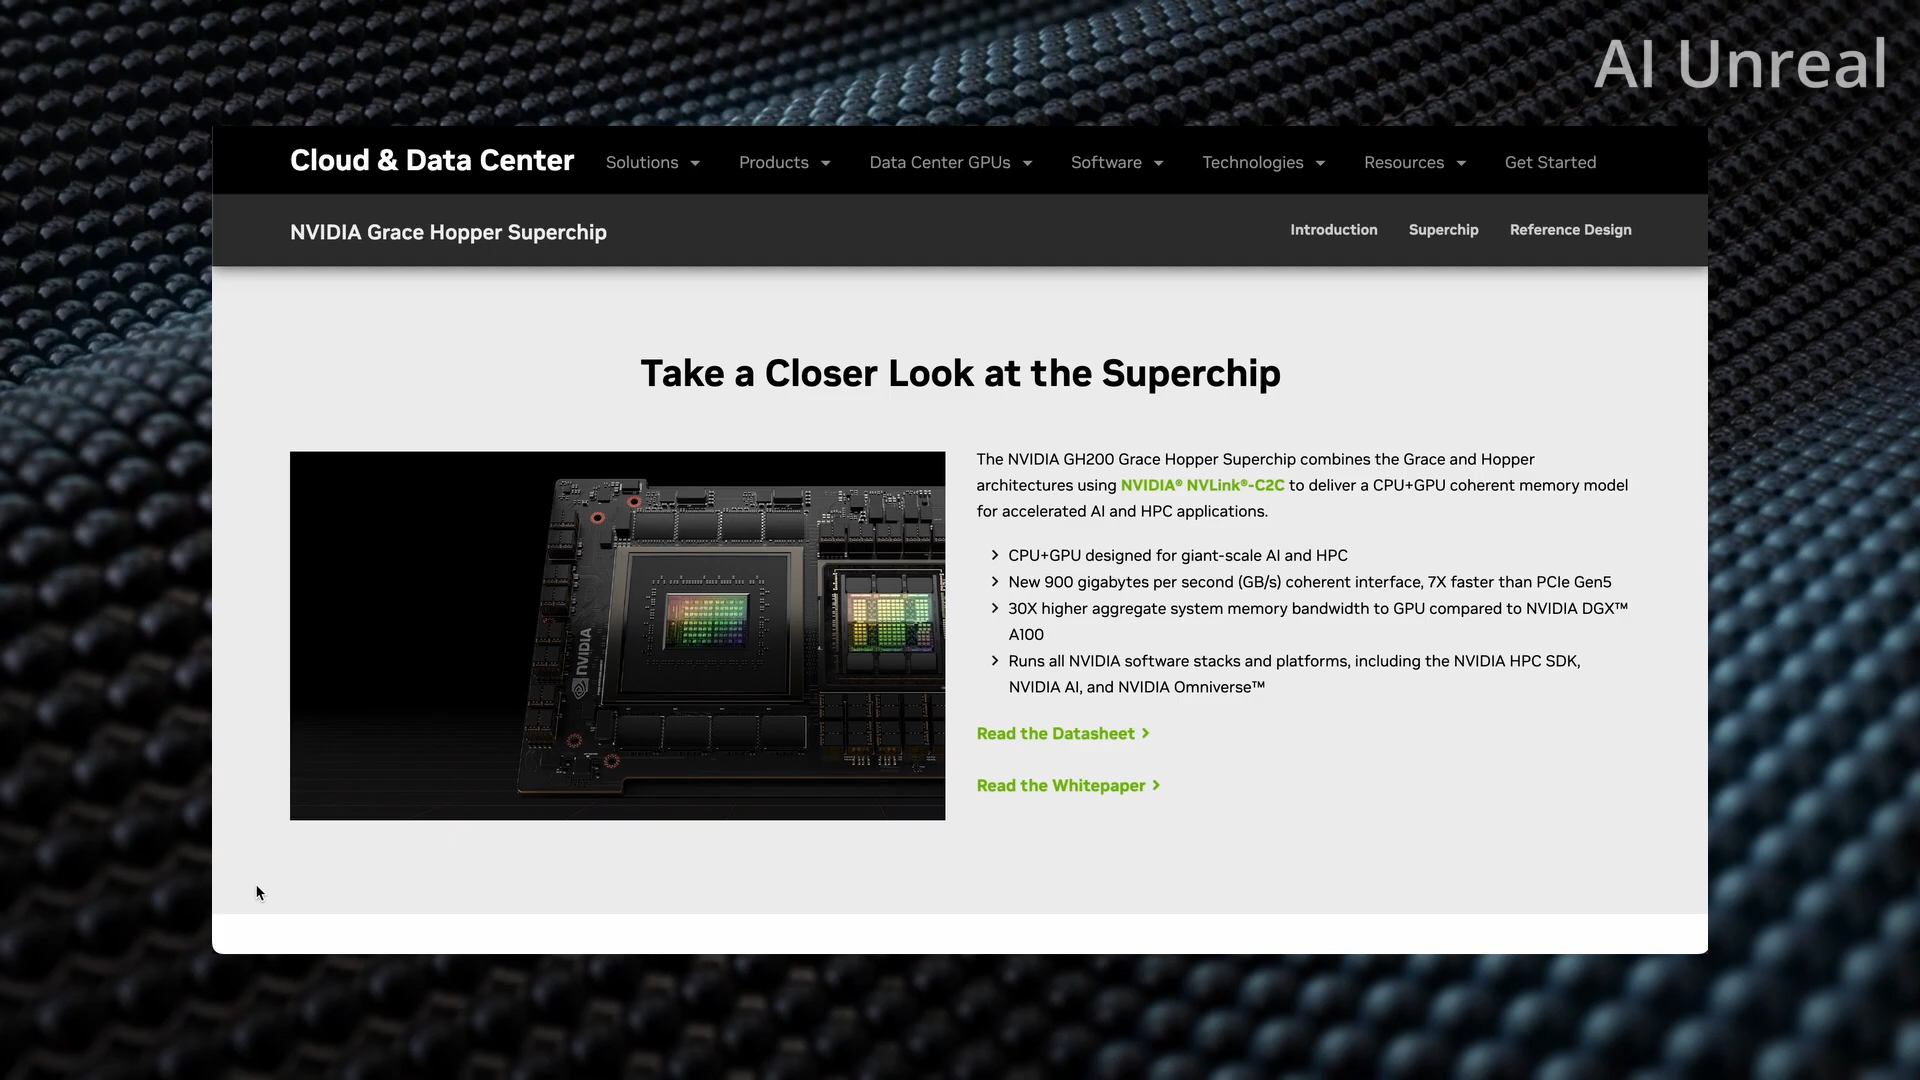 AI Unreal
Cloud & Data Center Solutions Products Data Center GPUs Software Technologies Resources Get Started
NVIDIA Grace Hopper Superchip Introduction Superchip Reference Design
Take a Closer Look at the Superchip
NVIDIA
The NVIDIA GH200 Grace Hopper Superchip combines the Grace and Hopper
architectures using NVIDIA® NVLink®-C2C to deliver a CPU+GPU coherent memory model
for accelerated AI and HPC applications.
CPU+GPU designed for giant-scale AI and HPC
New 900 gigabytes per second (GB/s) coherent interface, 7X faster than PCIe Gen5
30X higher aggregate system memory bandwidth to GPU compared to NVIDIA DGX™
A100
Runs all NVIDIA software stacks and platforms, including the NVIDIA HPC SDK,
NVIDIA AI, and NVIDIA Omniverse™
Read the Datasheet
Read the Whitepaper